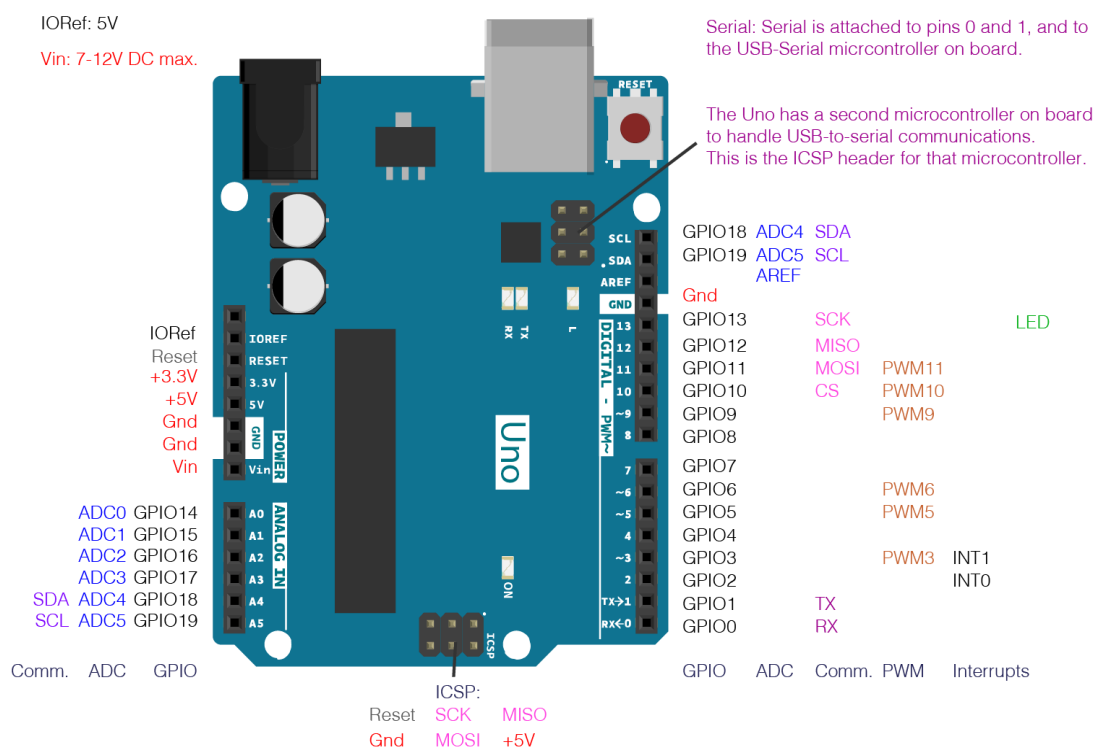 IORef: 5V
Vin: 7-12V DC max.
Serial: Serial is attached to pins 0 and 1, and to
the USB-Serial micrcontroller on board.
The Uno has a second microcontroller on board
to handle USB-to-serial communications.
This is the ICSP header for that microcontroller.
RESET
SCL
SDA
AREF
GND
13
12
11
10
~9
8
7
~6
~5
4
~3
2
TX→1
RX←0
DIGITAL - PWM~
RX
TX
L
Uno
ON
ICSP
IOREF
RESET
3.3V
5V
GND
Vin
POWER
A0
A1
A2
A3
A4
A5
ANALOG IN
IORef
Reset
+3.3V
+5V
Gnd
Gnd
Vin
ADC0 GPIO14
ADC1 GPIO15
ADC2 GPIO16
ADC3 GPIO17
SDA ADC4 GPIO18
SCL ADC5 GPIO19
Comm. ADC GPIO
GPIO18 ADC4 SDA
GPIO19 ADC5 SCL
AREF
Gnd
GPIO13 SCK LED
GPIO12 MISO
GPIO11 MOSI PWM11
GPIO10 CS PWM10
GPIO9 PWM9
GPIO8
GPIO7
GPIO6 PWM6
GPIO5 PWM5
GPIO4
GPIO3 PWM3 INT1
GPIO2 INT0
GPIO1 TX
GPIO0 RX
GPIO ADC Comm. PWM Interrupts
ICSP:
Reset SCK MISO
Gnd MOSI +5V